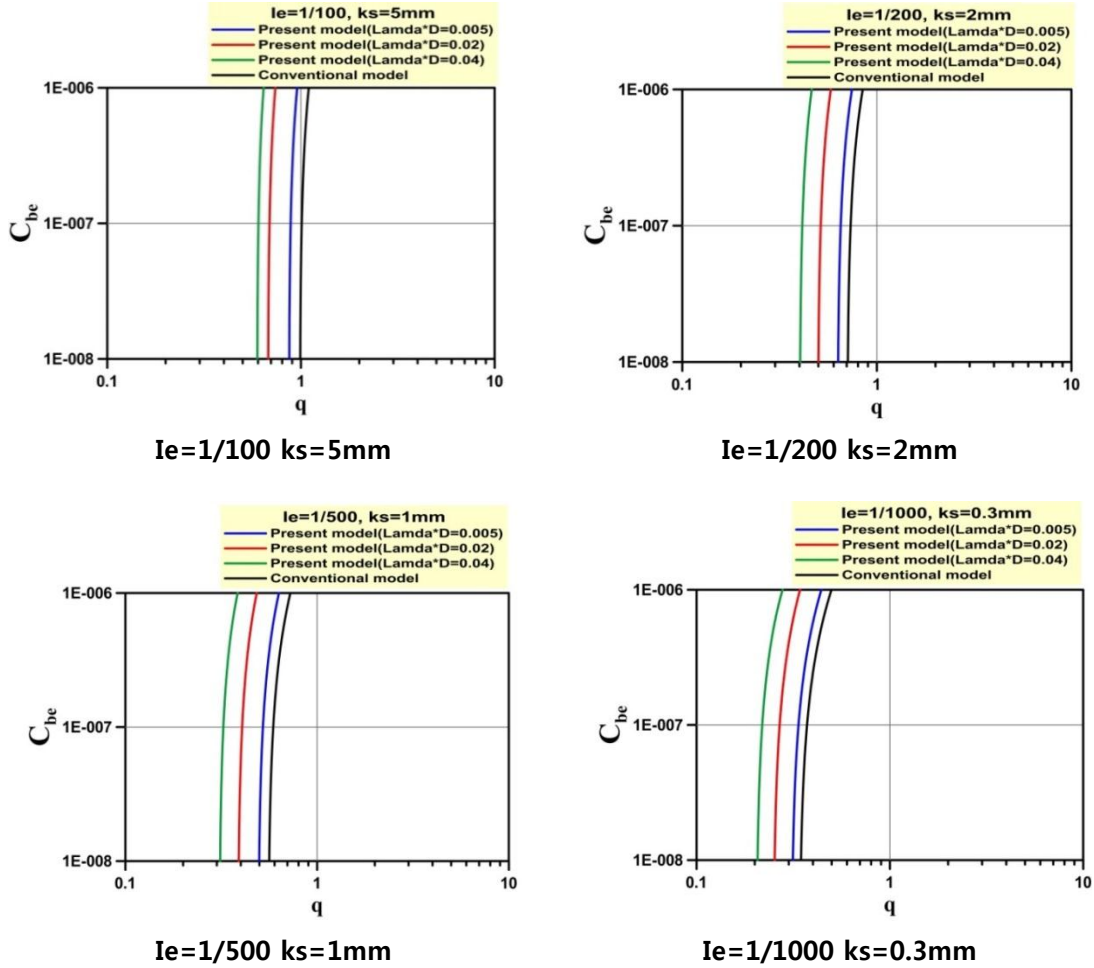 Ie=1/100, ks=5mm
Present model(Lamda*D=0.005)
Present model(Lamda*D=0.02)
Present model(Lamda*D=0.04)
Conventional model
1E-006
1E-007
1E-008
Cbe
0.1
1
10
q
Ie=1/100 ks=5mm
Ie=1/200, ks=2mm
Present model(Lamda*D=0.005)
Present model(Lamda*D=0.02)
Present model(Lamda*D=0.04)
Conventional model
1E-006
1E-007
1E-008
Cbe
0.1
1
10
q
Ie=1/200 ks=2mm
Ie=1/500, ks=1mm
Present model(Lamda*D=0.005)
Present model(Lamda*D=0.02)
Present model(Lamda*D=0.04)
Conventional model
1E-006
1E-007
1E-008
Cbe
0.1
1
10
q
Ie=1/500 ks=1mm
Ie=1/1000, ks=0.3mm
Present model(Lamda*D=0.005)
Present model(Lamda*D=0.02)
Present model(Lamda*D=0.04)
Conventional model
1E-006
1E-007
1E-008
Cbe
0.1
1
10
q
Ie=1/1000 ks=0.3mm